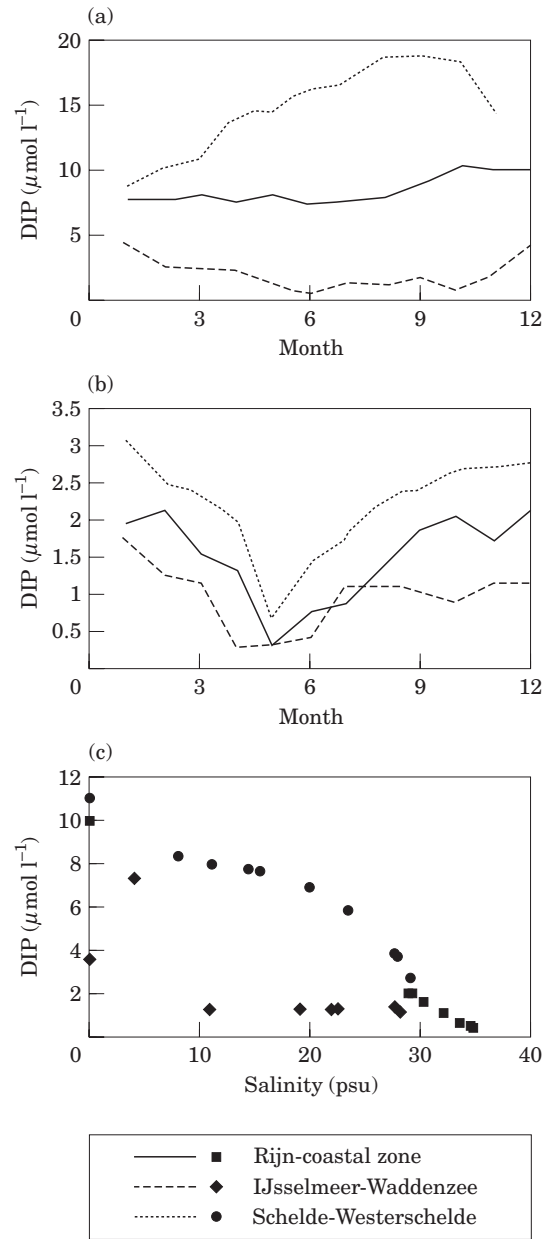 (a)
20
15
10
5
0
3
6
9
12
DIP (μmol l⁻¹)
Month
(b)
3.5
3
2.5
2
1.5
1
0.5
0
3
6
9
12
DIP (μmol l⁻¹)
Month
(c)
12
10
8
6
4
2
0
10
20
30
40
DIP (μmol l⁻¹)
Salinity (psu)
Rijn-coastal zone
IJsselmeer-Waddenzee
Schelde-Westerschelde